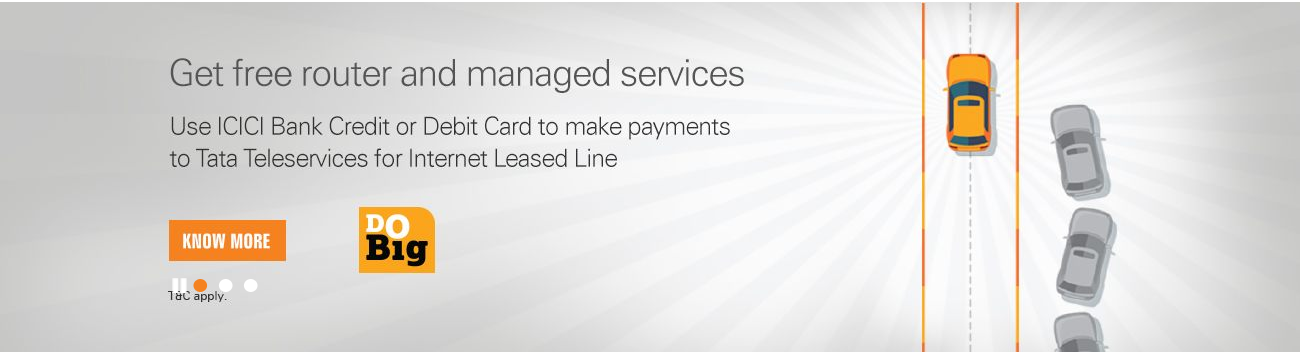 Get free router and managed services
Use ICICI Bank Credit or Debit Card to make payments
to Tata Teleservices for Internet Leased Line
KNOW MORE
DO
Big
T&C apply.